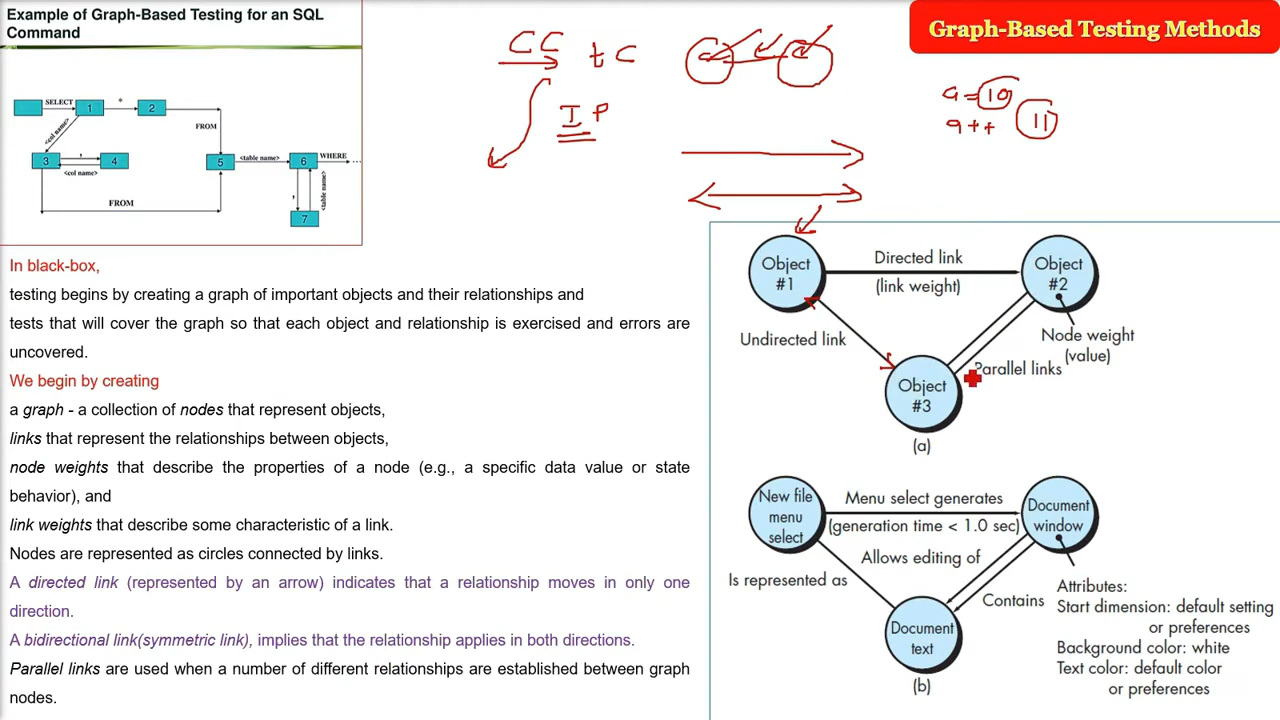 Example of Graph-Based Testing for an SQL
Command
Graph-Based Testing Methods
CC
t C
I P
a = 10
a++ 11
SELECT
1
*
2
<col name>
FROM
3
,
4
<col name>
5
<table name>
6
WHERE
...
FROM
,
<table name>
7
In black-box,
testing begins by creating a graph of important objects and their relationships and
tests that will cover the graph so that each object and relationship is exercised and errors are
uncovered.
We begin by creating
a graph - a collection of nodes that represent objects,
links that represent the relationships between objects,
node weights that describe the properties of a node (e.g., a specific data value or state
behavior), and
link weights that describe some characteristic of a link.
Nodes are represented as circles connected by links.
A directed link (represented by an arrow) indicates that a relationship moves in only one
direction.
A bidirectional link(symmetric link), implies that the relationship applies in both directions.
Parallel links are used when a number of different relationships are established between graph
nodes.
Object
#1
Directed link
(link weight)
Object
#2
Undirected link
Node weight
(value)
Parallel links
Object
#3
(a)
New file
menu
select
Menu select generates
(generation time < 1.0 sec)
Document
window
Allows editing of
Is represented as
Contains
Attributes:
Start dimension: default setting
or preferences
Background color: white
Text color: default color
or preferences
Document
text
(b)